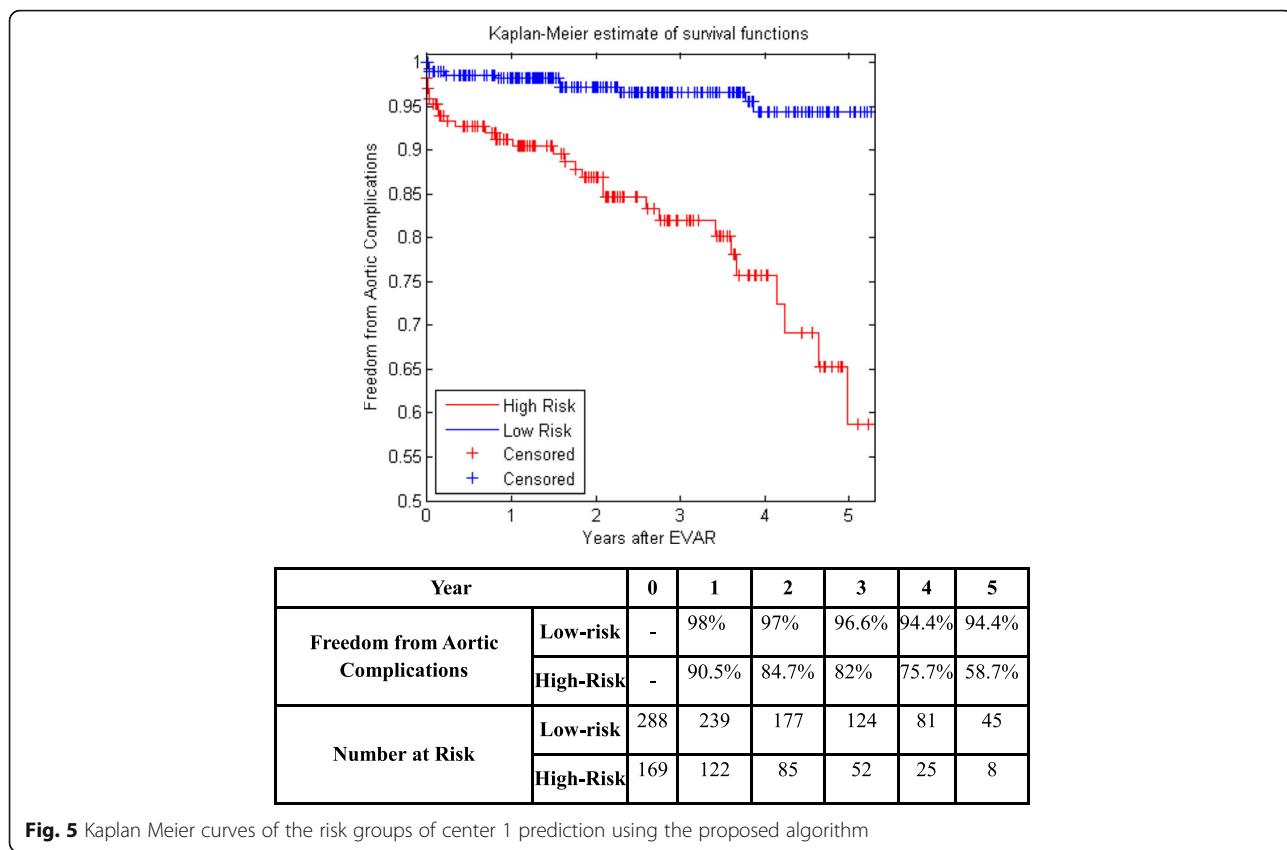 Kaplan-Meier estimate of survival functions
1
0.95
0.9
0.85
0.8
0.75
0.7
0.65
0.6
0.55
0.5
Freedom from Aortic Complications
High Risk
Low Risk
Censored
Censored
0 1 2 3 4 5
Years after EVAR
Year 0 1 2 3 4 5
Freedom from Aortic Complications
Low-risk - 98% 97% 96.6% 94.4% 94.4%
High-Risk - 90.5% 84.7% 82% 75.7% 58.7%
Number at Risk
Low-risk 288 239 177 124 81 45
High-Risk 169 122 85 52 25 8
Fig. 5 Kaplan Meier curves of the risk groups of center 1 prediction using the proposed algorithm